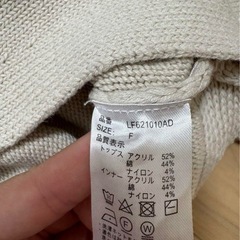 品番 LF621010AD
SIZE: F
品質表示
トップス アクリル 52%
綿 44%
ナイロン 4%
インナー アクリル 52%
綿 44%
ナイロン 4%